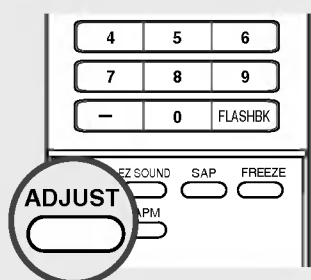 4 5 6
7 8 9
— 0 FLASHBK
EZ SOUND SAP FREEZE
ADJUST
APM